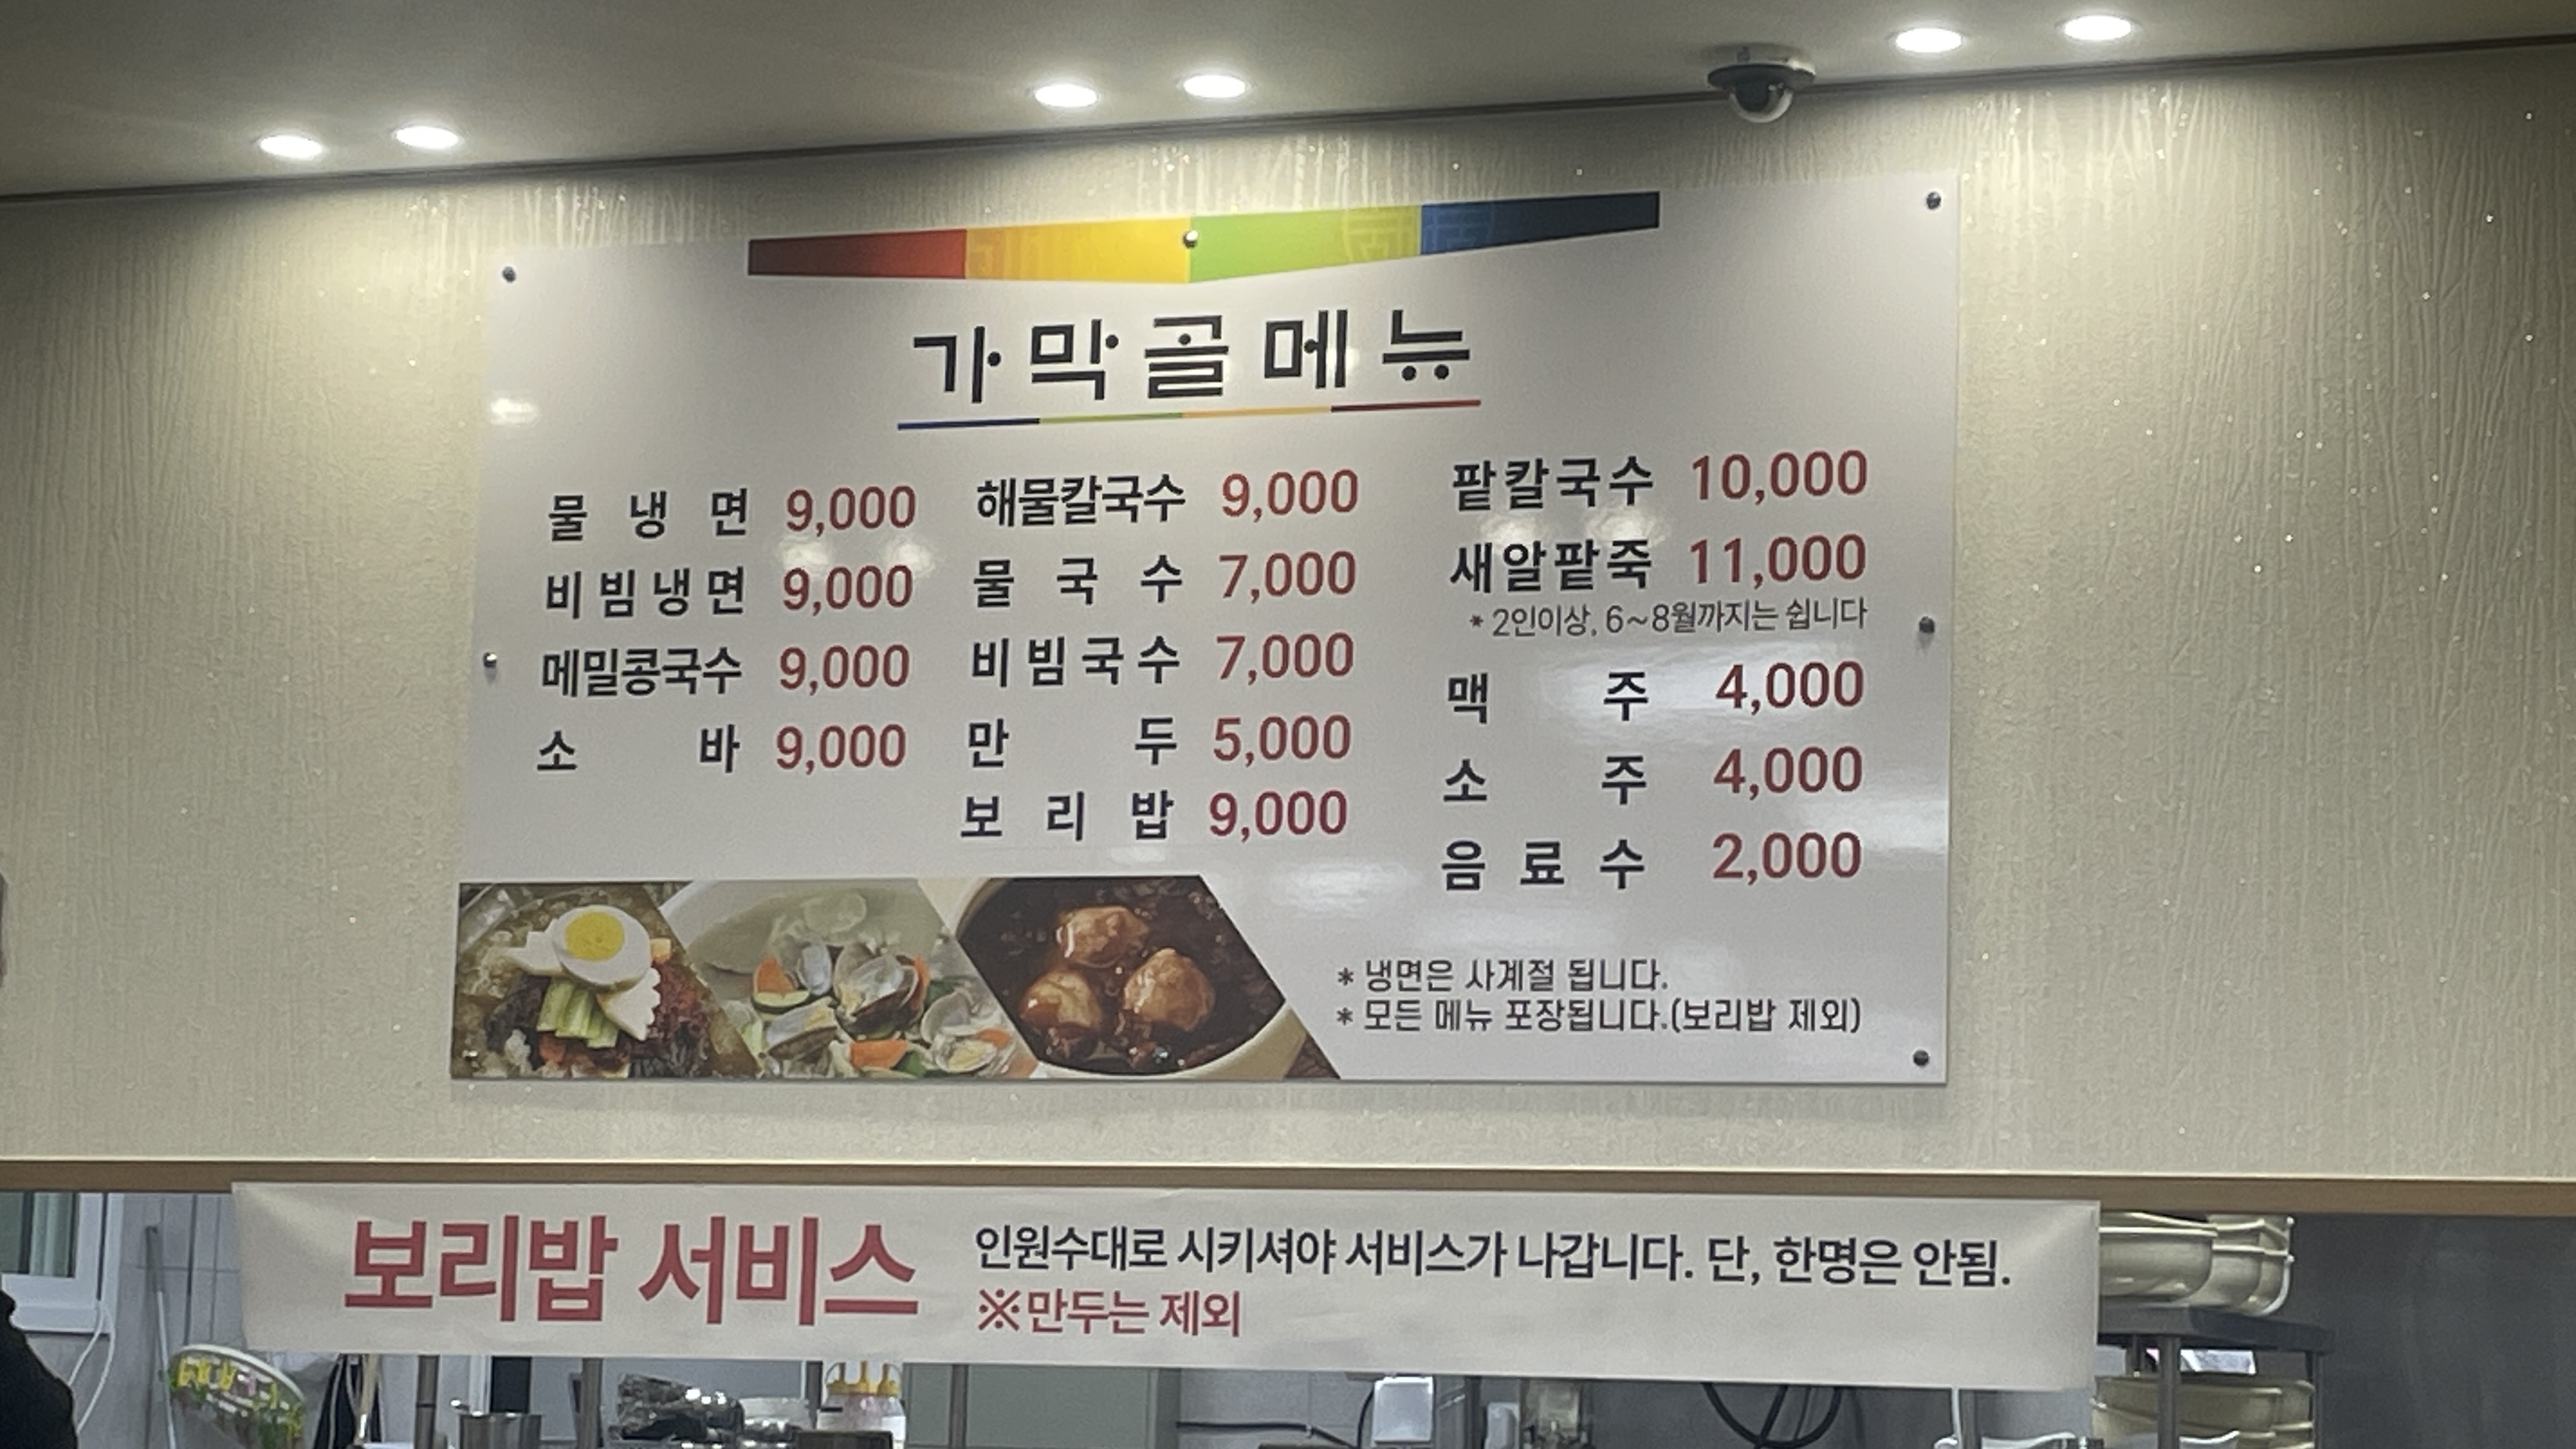 가막골메뉴
물냉면 9,000
비빔냉면 9,000
메밀콩국수 9,000
소바 9,000
해물칼국수 9,000
물국수 7,000
비빔국수 7,000
만두 5,000
보리밥 9,000
팥칼국수 10,000
새알팥죽 11,000
* 2인이상, 6~8월까지는 쉽니다
맥주 4,000
소주 4,000
음료수 2,000
* 냉면은 사계절 됩니다.
* 모든 메뉴 포장됩니다.(보리밥 제외)
보리밥 서비스
인원수대로 시키셔야 서비스가 나갑니다. 단, 한명은 안됨.
※만두는 제외